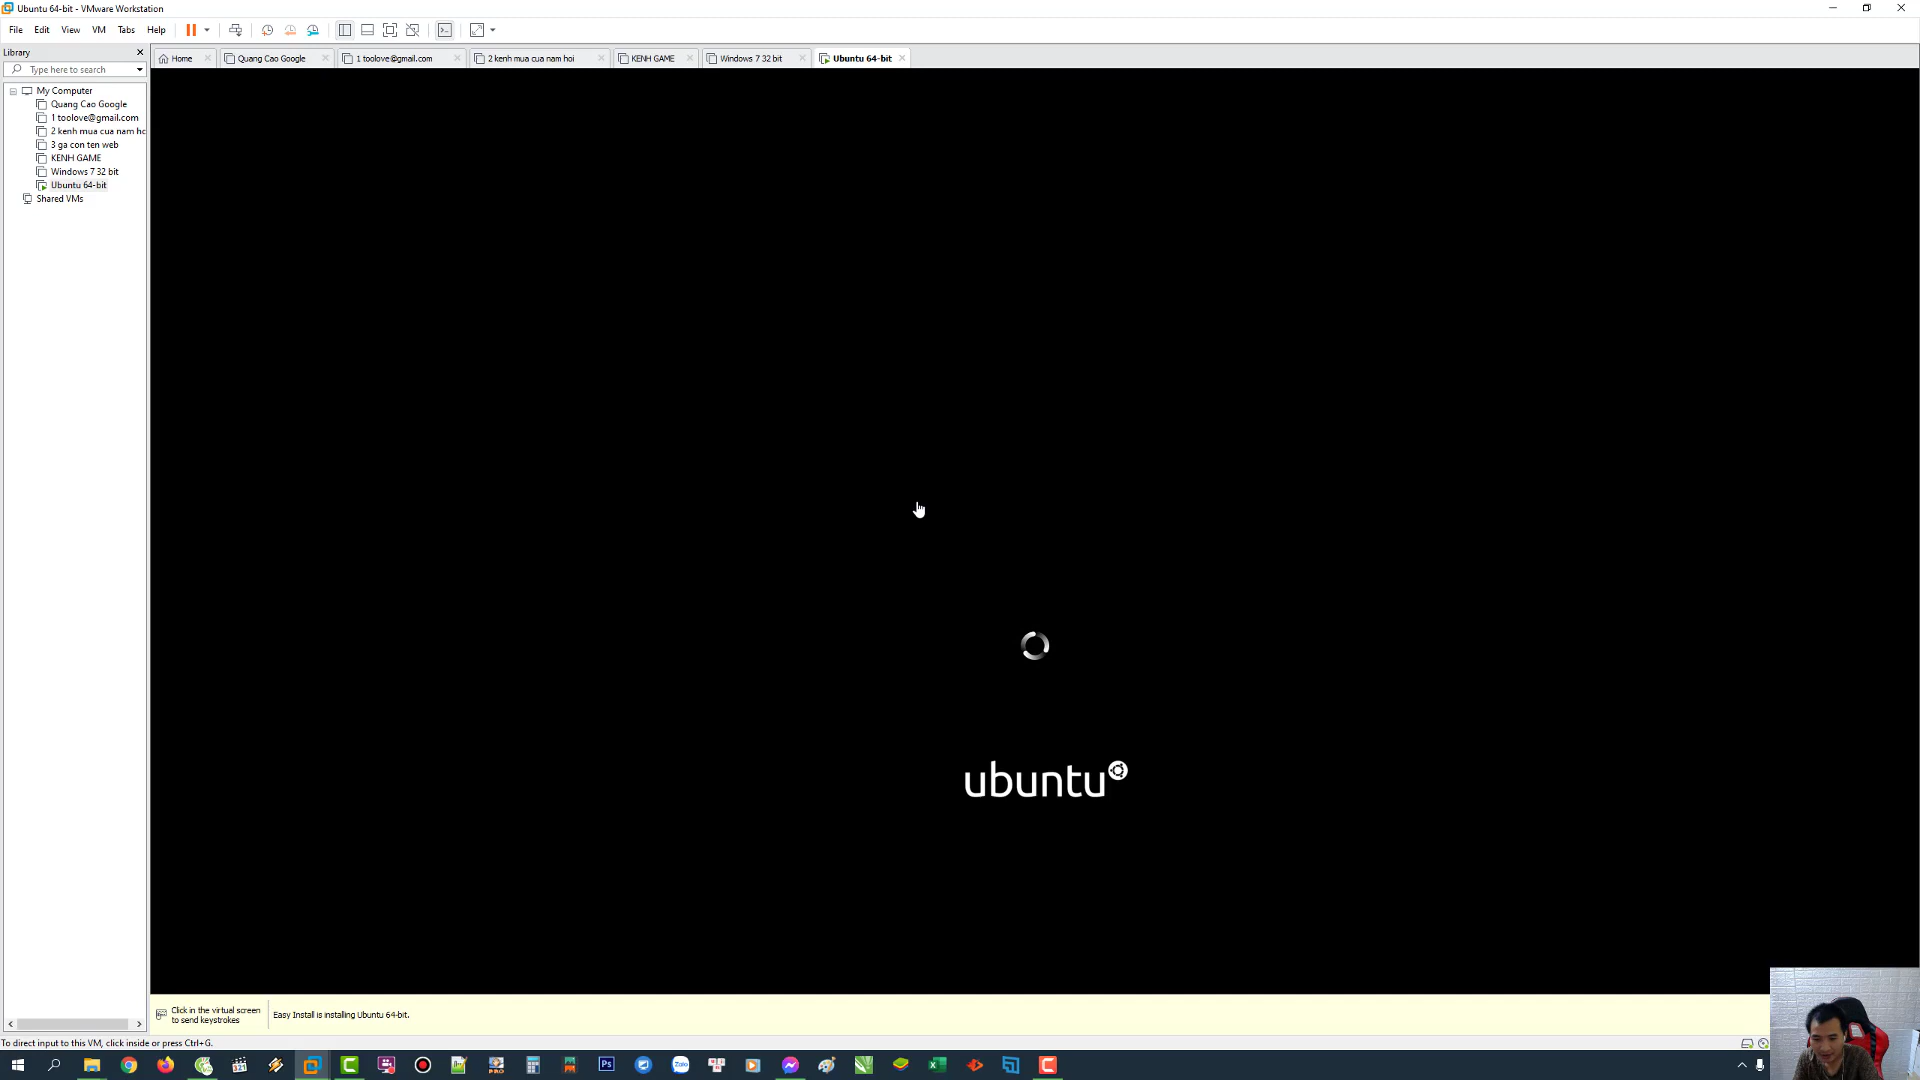 Ubuntu 64-bit - VMware Workstation
File Edit View VM Tabs Help
Library
Type here to search
Home
Quang Cao Google
1 toolove@gmail.com
2 kenh mua cua nam hoi
KENH GAME
Windows 7 32 bit
Ubuntu 64-bit
My Computer
Quang Cao Google
1 toolove@gmail.com
2 kenh mua cua nam ho
3 ga con ten web
KENH GAME
Windows 7 32 bit
Ubuntu 64-bit
Shared VMs
ubuntu
Click in the virtual screen
to send keystrokes
Easy Install is installing Ubuntu 64-bit.
To direct input to this VM, click inside or press Ctrl+G.
321
PRO
Ps
Zalo